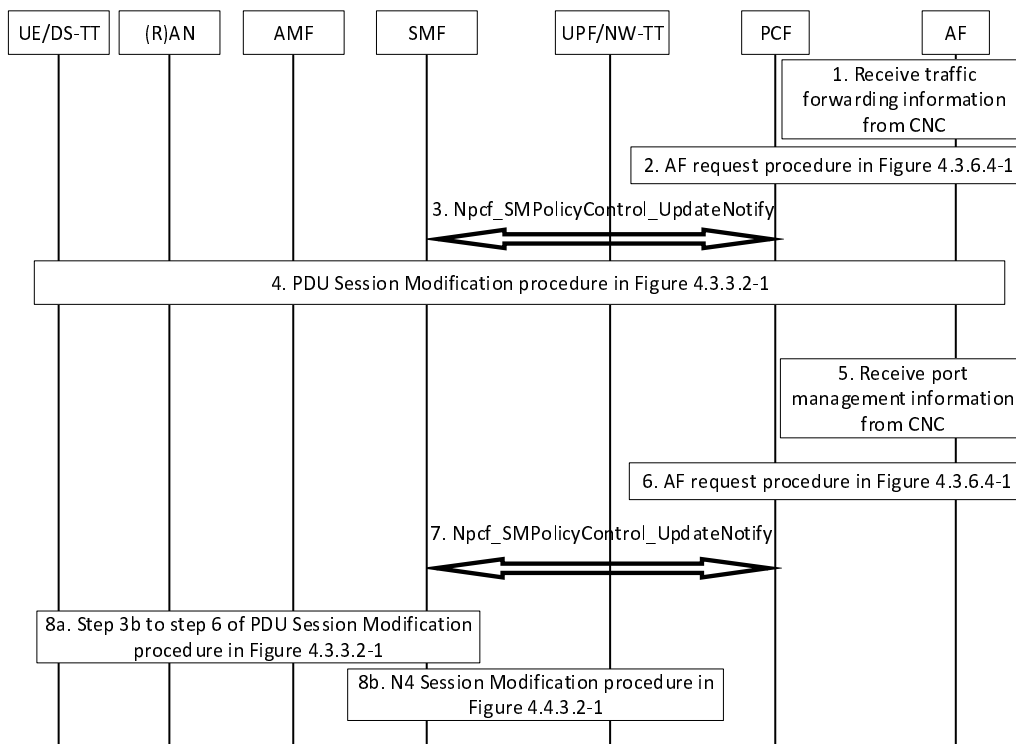 UE/DS-TT (R)AN AMF SMF UPF/NW-TT PCF AF
1. Receive traffic
forwarding information
from CNC
2. AF request procedure in Figure 4.3.6.4-1
3. Npcf_SMPolicyControl_UpdateNotify
4. PDU Session Modification procedure in Figure 4.3.3.2-1
5. Receive port
management information
from CNC
6. AF request procedure in Figure 4.3.6.4-1
7. Npcf_SMPolicyControl_UpdateNotify
8a. Step 3b to step 6 of PDU Session Modification
procedure in Figure 4.3.3.2-1
8b. N4 Session Modification procedure in
Figure 4.4.3.2-1